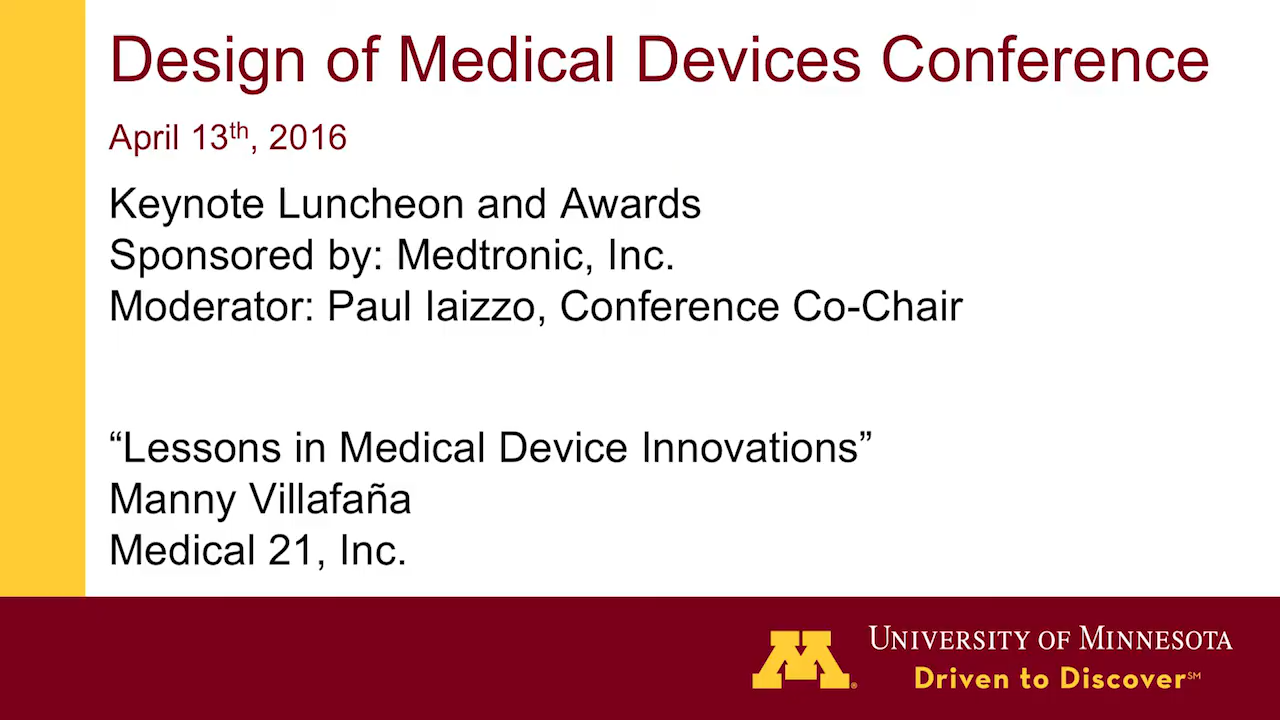 Design of Medical Devices Conference
April 13th, 2016
Keynote Luncheon and Awards
Sponsored by: Medtronic, Inc.
Moderator: Paul Iaizzo, Conference Co-Chair
“Lessons in Medical Device Innovations”
Manny Villafaña
Medical 21, Inc.
M®
UNIVERSITY OF MINNESOTA
Driven to Discover℠